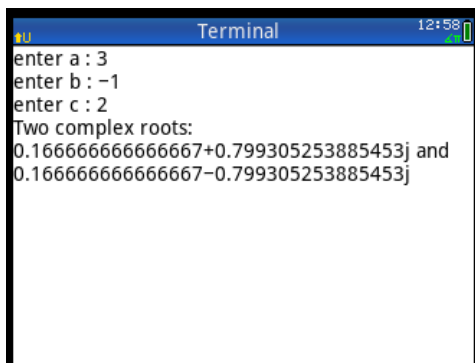 ↑U Terminal 12:58
∡π
enter a : 3
enter b : −1
enter c : 2
Two complex roots:
0.166666666666667+0.799305253885453j and
0.166666666666667−0.799305253885453j